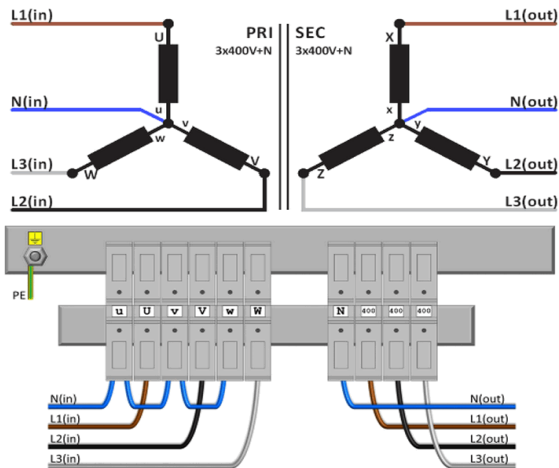 L1(in)
U
PRI
3x400V+N
SEC
3x400V+N
X
L1(out)
N(in)
u
v
w
x
y
z
N(out)
L3(in)
W
V
Z
Y
L2(out)
L2(in)
L3(out)
PE
u U v V w W
N 400 400 400
N(in)
N(out)
L1(in)
L1(out)
L2(in)
L2(out)
L3(in)
L3(out)